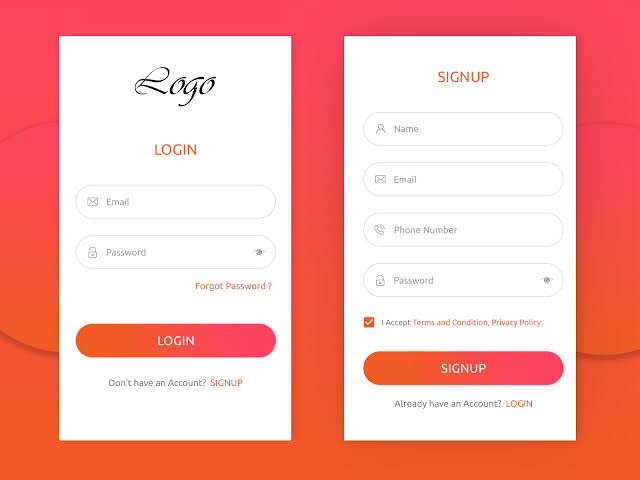 Logo
LOGIN
Email
Password
Forgot Password ?
LOGIN
Don't have an Account? SIGNUP
SIGNUP
Name
Email
Phone Number
Password
I Accept Terms and Condition, Privacy Policy.
SIGNUP
Already have an Account? LOGIN